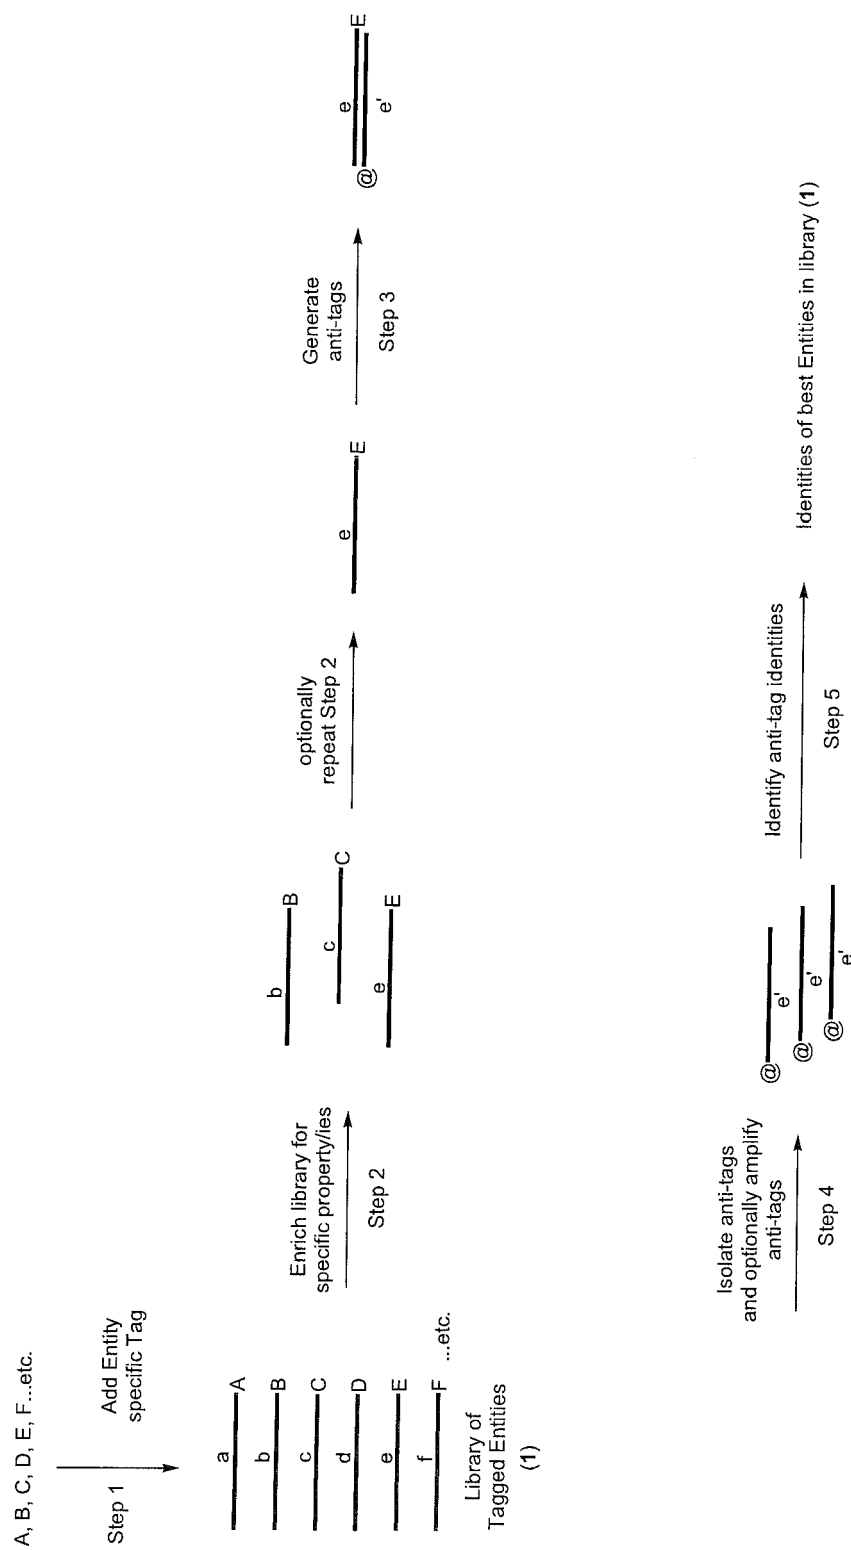 A, B, C, D, E, F...etc.
Step 1
Add Entity
specific Tag
a
A
b
B
c
C
d
D
e
E
f
F
...etc.
Library of
Tagged Entities
(1)
Enrich library for
specific property/ies
Step 2
b
B
c
C
e
E
optionally
repeat Step 2
e
E
Generate
anti-tags
Step 3
e
E
@
e'
Isolate anti-tags
and optionally amplify
anti-tags
Step 4
@
e'
@
e'
@
e'
Identify anti-tag identities
Step 5
Identities of best Entities in library (1)